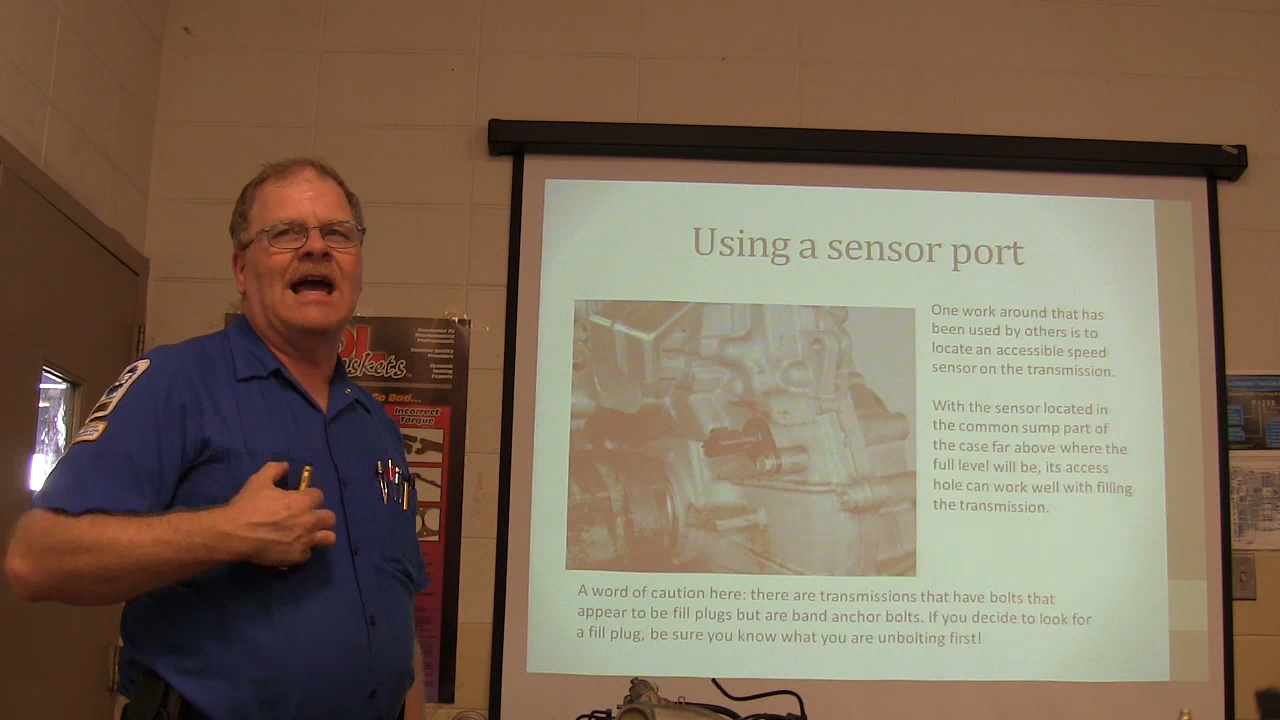 Using a sensor port
One work around that has
been used by others is to
locate an accessible speed
sensor on the transmission.
With the sensor located in
the common sump part of
the case far above where the
full level will be, its access
hole can work well with filling
the transmission.
A word of caution here: there are transmissions that have bolts that
appear to be fill plugs but are band anchor bolts. If you decide to look for
a fill plug, be sure you know what you are unbolting first!
Superior quality
To Bad...
Incorrect
Torque